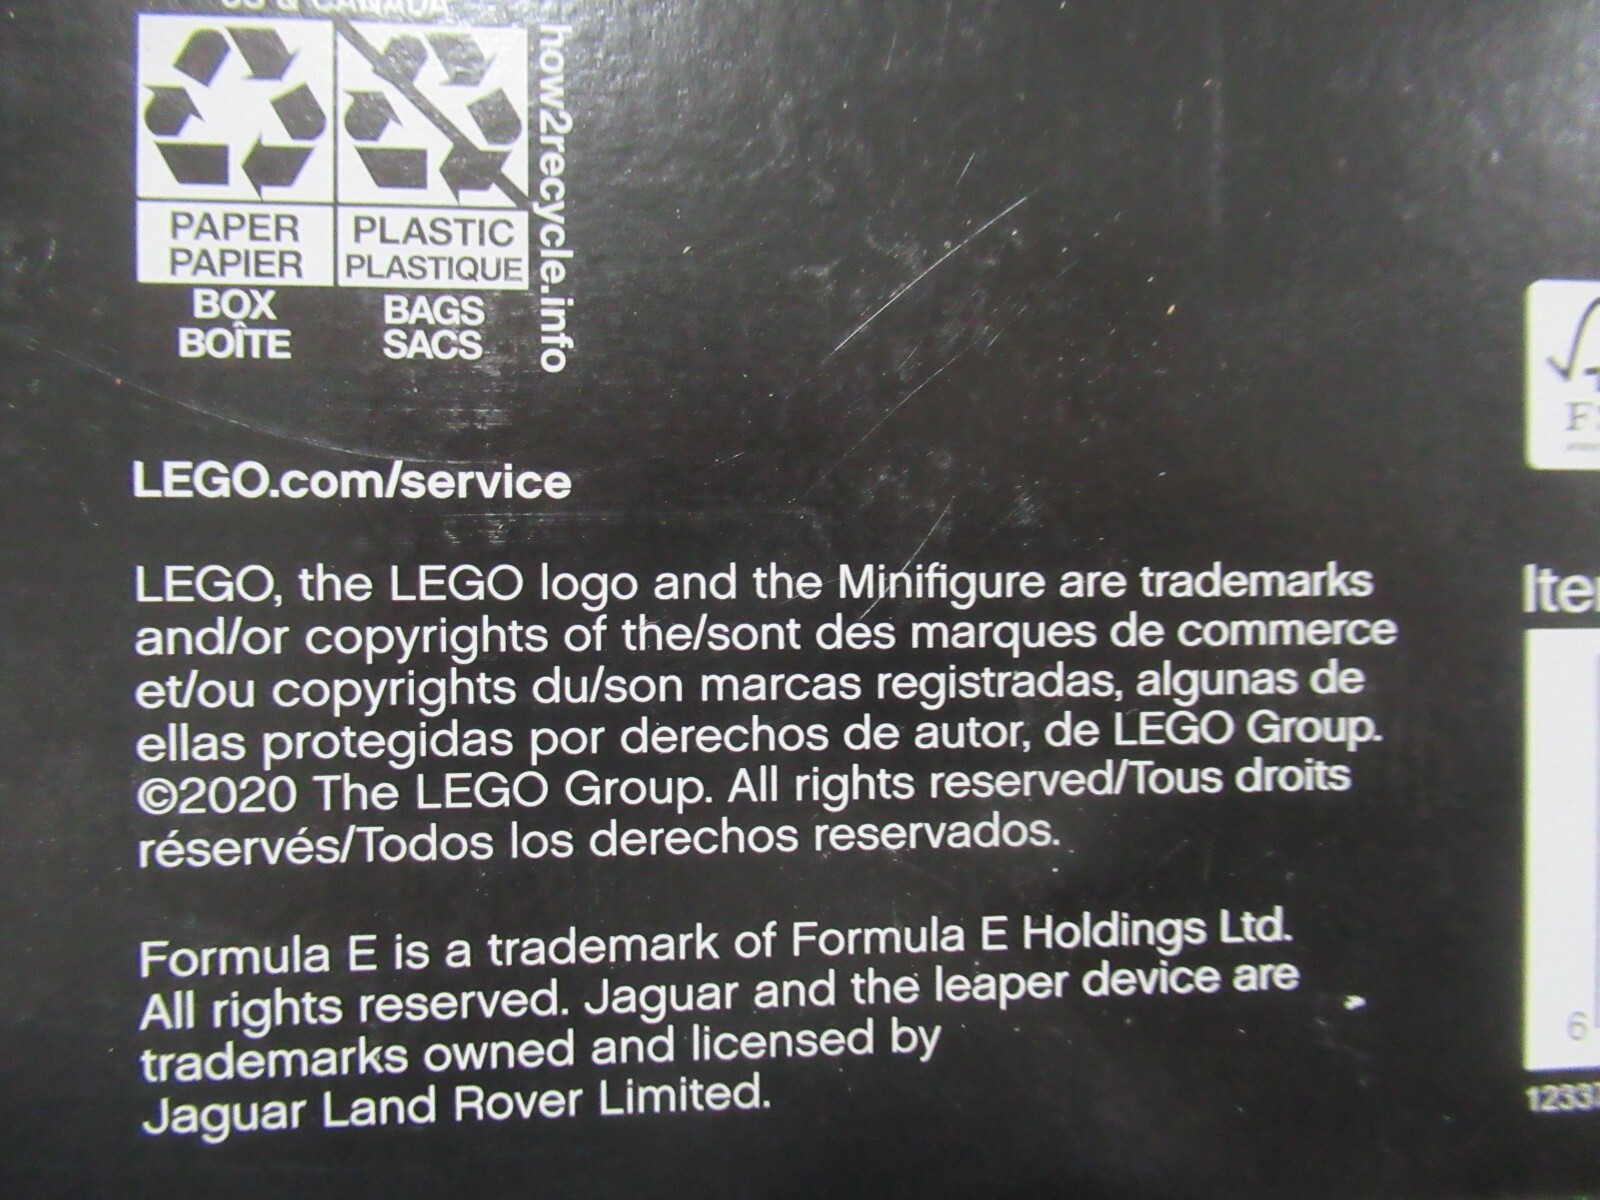 US & CANADA
PAPER
PAPIER
BOX
BOÎTE
PLASTIC
PLASTIQUE
BAGS
SACS
how2recycle.info
LEGO.com/service
LEGO, the LEGO logo and the Minifigure are trademarks
and/or copyrights of the/sont des marques de commerce
et/ou copyrights du/son marcas registradas, algunas de
ellas protegidas por derechos de autor, de LEGO Group.
©2020 The LEGO Group. All rights reserved/Tous droits
réservés/Todos los derechos reservados.
Formula E is a trademark of Formula E Holdings Ltd.
All rights reserved. Jaguar and the leaper device are
trademarks owned and licensed by
Jaguar Land Rover Limited.
6